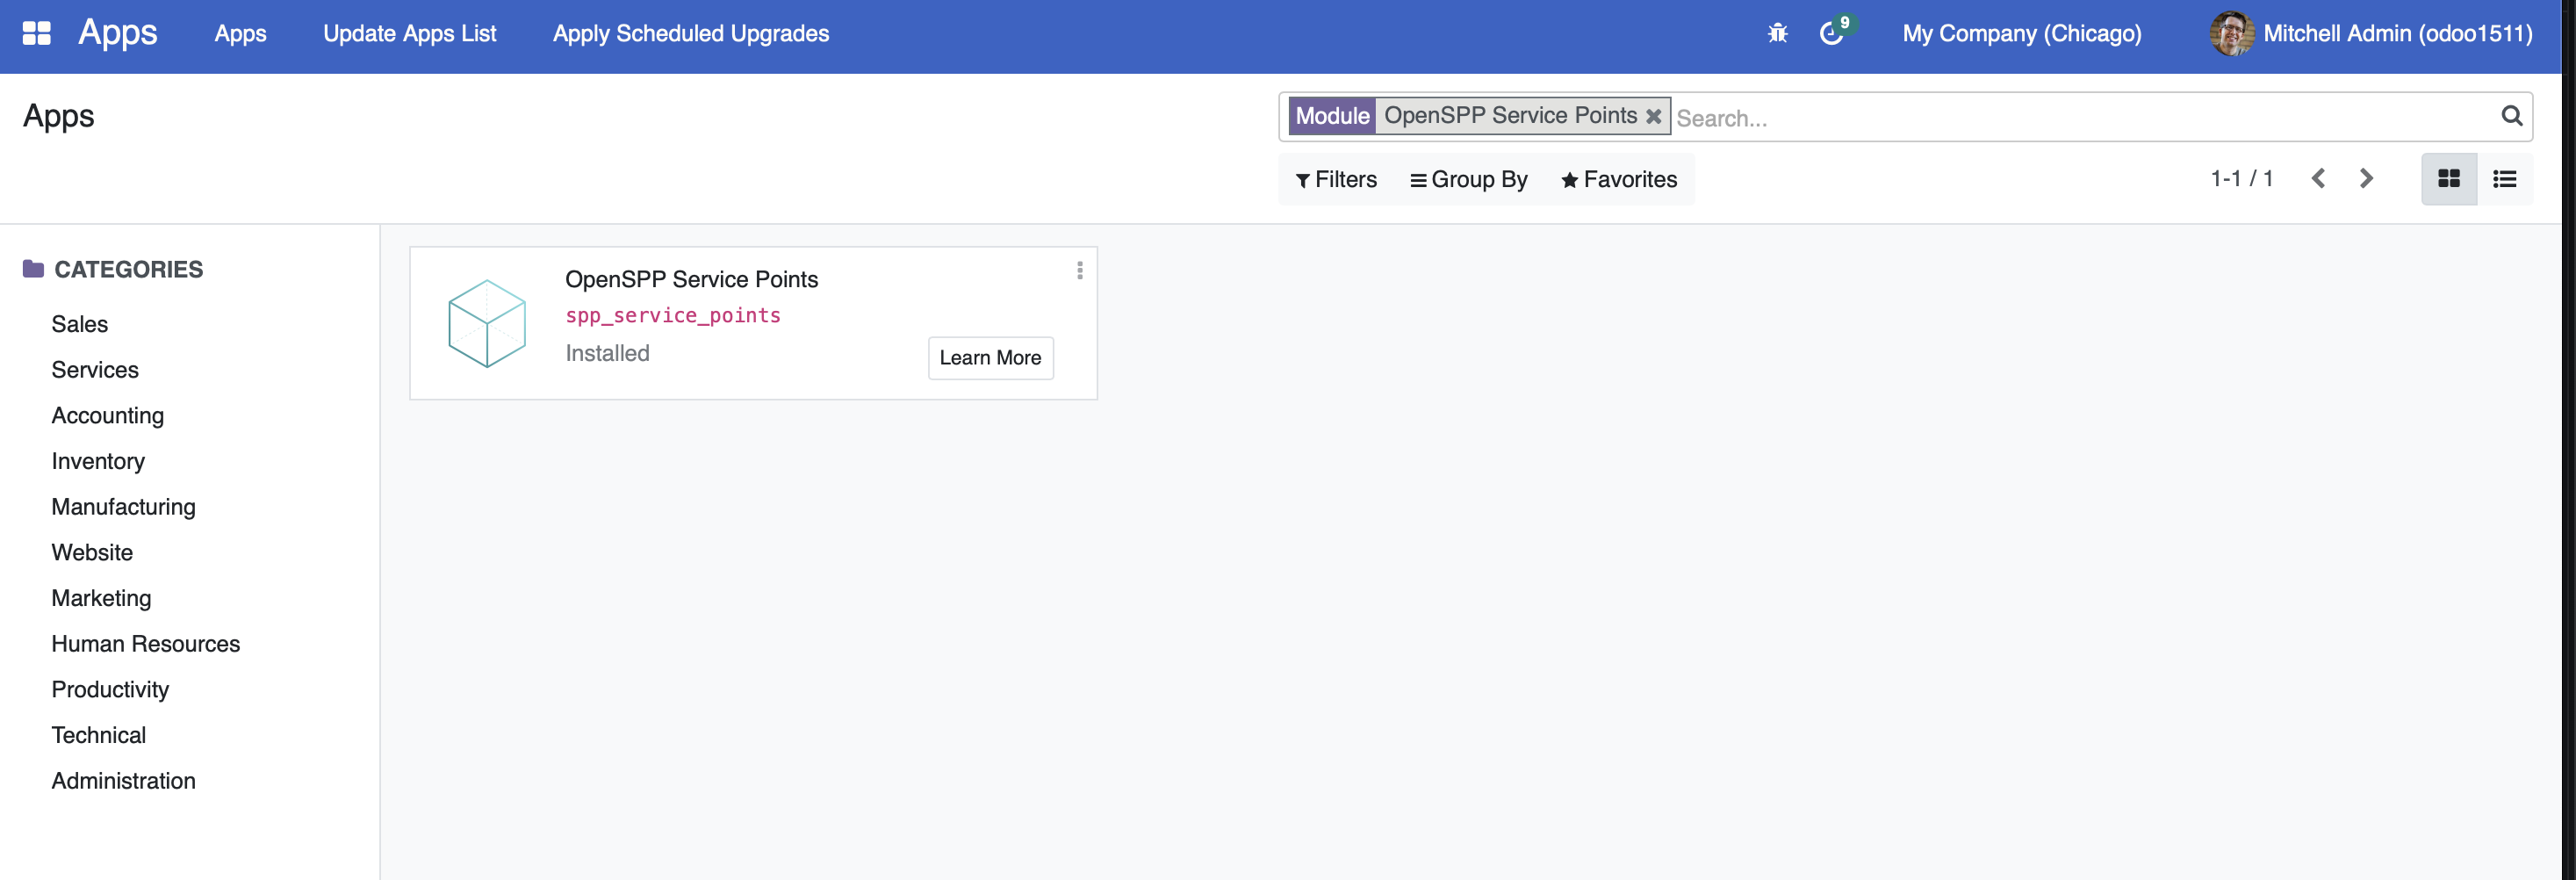 Apps Apps Update Apps List Apply Scheduled Upgrades 9 My Company (Chicago) Mitchell Admin (odoo1511)
Apps
Module OpenSPP Service Points Search...
Filters Group By Favorites 1-1 / 1
CATEGORIES
Sales
Services
Accounting
Inventory
Manufacturing
Website
Marketing
Human Resources
Productivity
Technical
Administration
OpenSPP Service Points
spp_service_points
Installed
Learn More